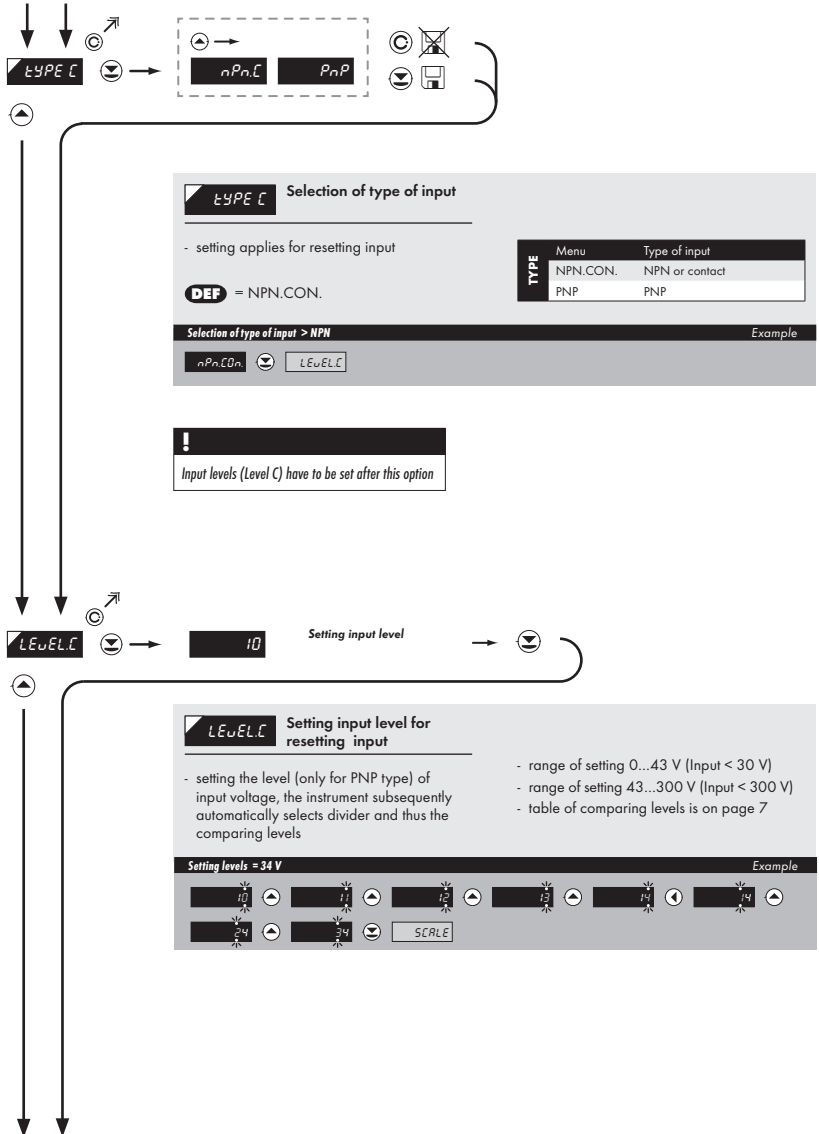 TYPE C
nPn.C PnP
TYPE C Selection of type of input
- setting applies for resetting input
DEF = NPN.CON.
TYPE
Menu Type of input
NPN.CON. NPN or contact
PNP PNP
Selection of type of input > NPN Example
nPn.COn. LEvEL.C
!
Input levels (Level C) have to be set after this option
LEvEL.C 10 Setting input level
LEvEL.C Setting input level for
resetting input
- setting the level (only for PNP type) of
input voltage, the instrument subsequently
automatically selects divider and thus the
comparing levels
- range of setting 0...43 V (Input < 30 V)
- range of setting 43...300 V (Input < 300 V)
- table of comparing levels is on page 7
Setting levels = 34 V Example
10 11 12 13 14 14
24 34 SCALE